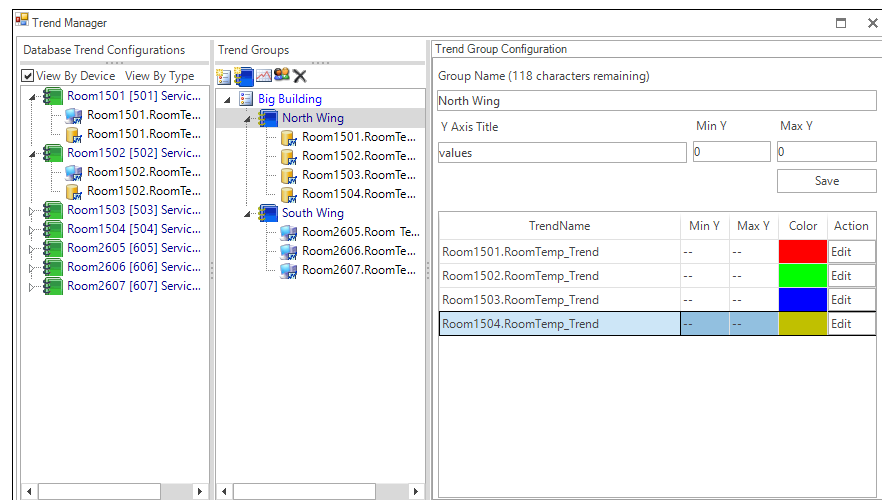 Trend Manager
Database Trend Configurations
View By Device View By Type
Room1501 [501] Servic...
Room1501.RoomTe...
Room1501.RoomTe...
Room1502 [502] Servic...
Room1502.RoomTe...
Room1502.RoomTe...
Room1503 [503] Servic...
Room1504 [504] Servic...
Room2605 [605] Servic...
Room2606 [606] Servic...
Room2607 [607] Servic...
Trend Groups
Big Building
North Wing
Room1501.RoomTe...
Room1502.RoomTe...
Room1503.RoomTe...
Room1504.RoomTe...
South Wing
Room2605.Room Te...
Room2606.RoomTe...
Room2607.RoomTe...
Trend Group Configuration
Group Name (118 characters remaining)
North Wing
Y Axis Title Min Y Max Y
values 0 0
Save
TrendName Min Y Max Y Color Action
Room1501.RoomTemp_Trend -- -- Edit
Room1502.RoomTemp_Trend -- -- Edit
Room1503.RoomTemp_Trend -- -- Edit
Room1504.RoomTemp_Trend -- -- Edit